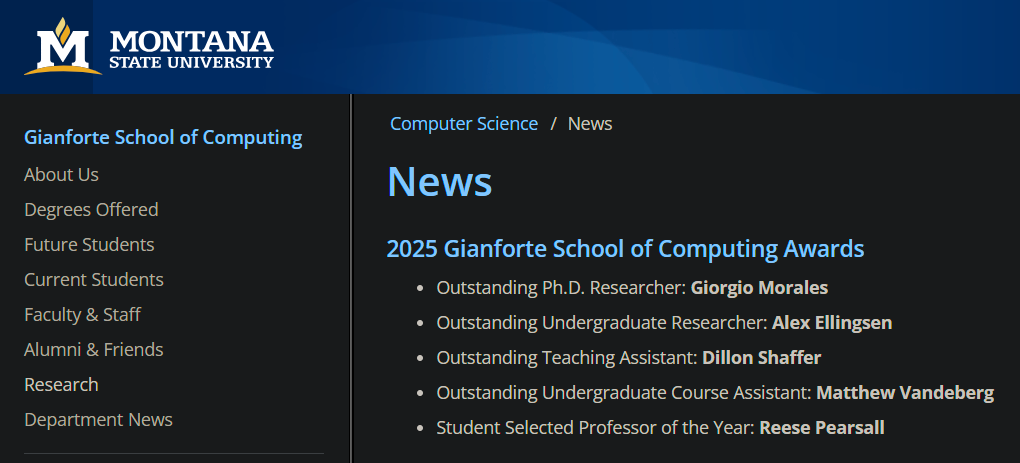 MONTANA
STATE UNIVERSITY
Gianforte School of Computing
About Us
Degrees Offered
Future Students
Current Students
Faculty & Staff
Alumni & Friends
Research
Department News
Computer Science / News
News
2025 Gianforte School of Computing Awards
• Outstanding Ph.D. Researcher: Giorgio Morales
• Outstanding Undergraduate Researcher: Alex Ellingsen
• Outstanding Teaching Assistant: Dillon Shaffer
• Outstanding Undergraduate Course Assistant: Matthew Vandeberg
• Student Selected Professor of the Year: Reese Pearsall